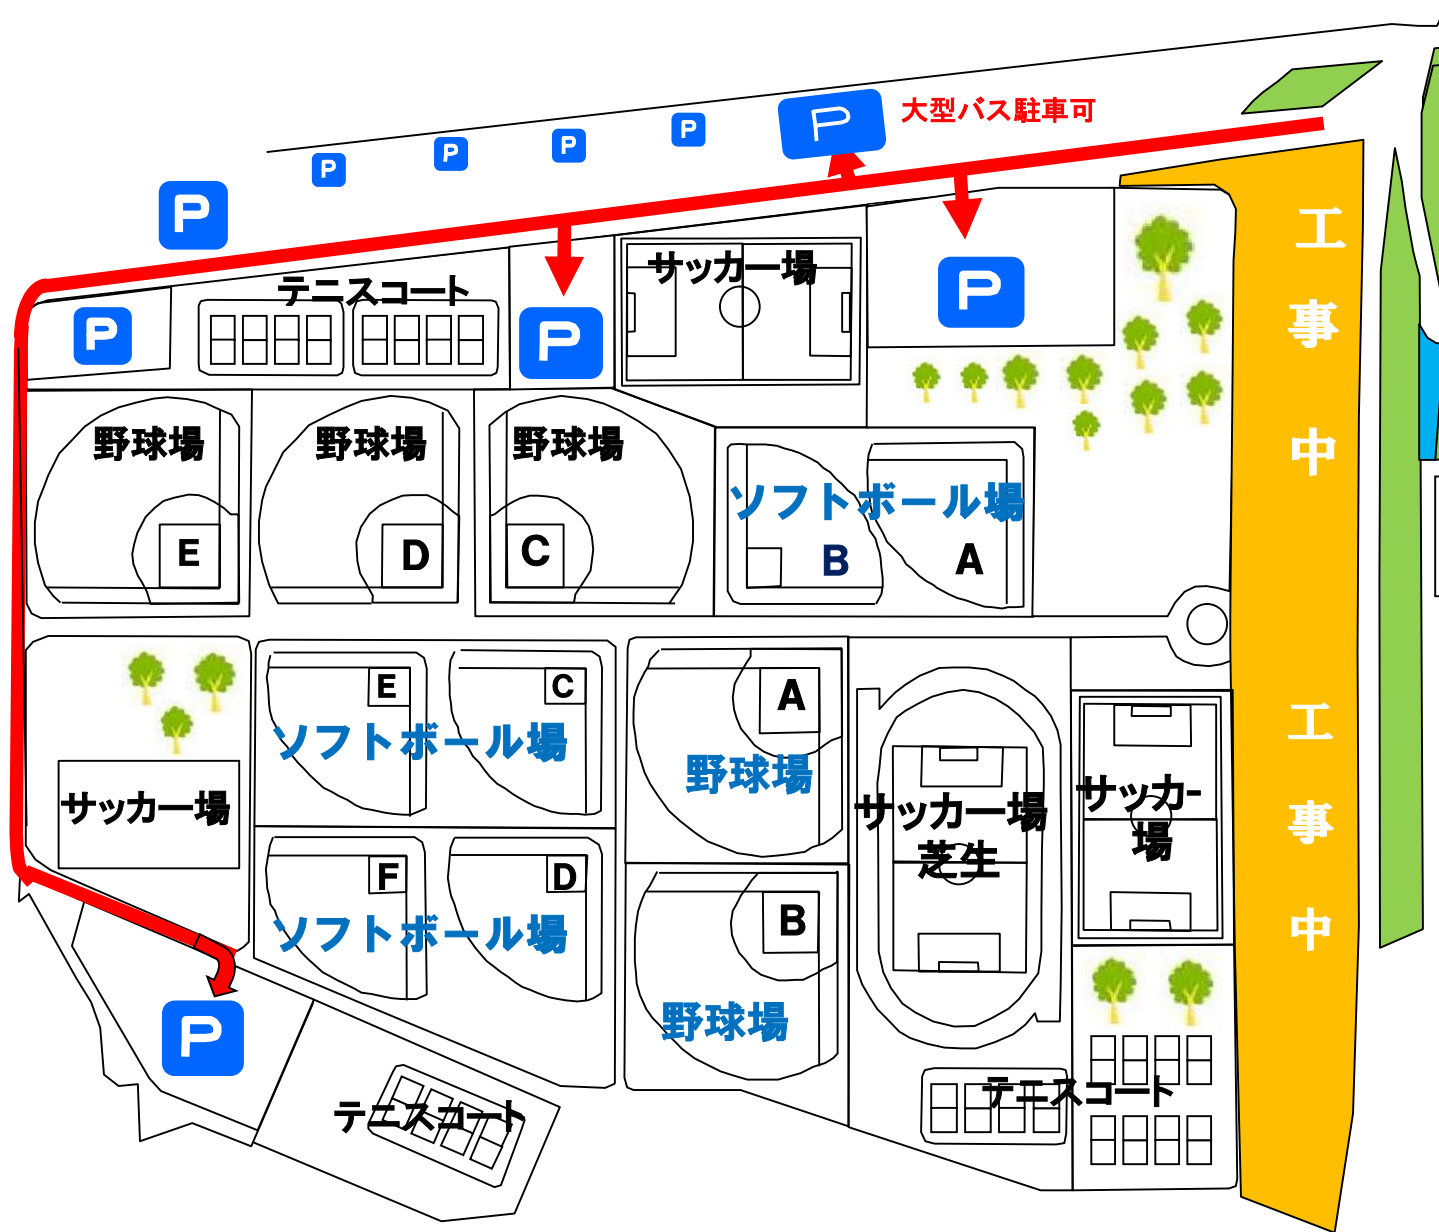 大型バス駐車可
P
P
P
P
P
P
工事中
サッカー場
テニスコート
P
P
P
野球場
野球場
野球場
ソフトボール場
E
D
C
B
A
E
C
A
ソフトボール場
野球場
工事中
サッカー場
サッカー場
芝生
サッカ-
場
F
D
B
ソフトボール場
野球場
P
テニスコート
テニスコート